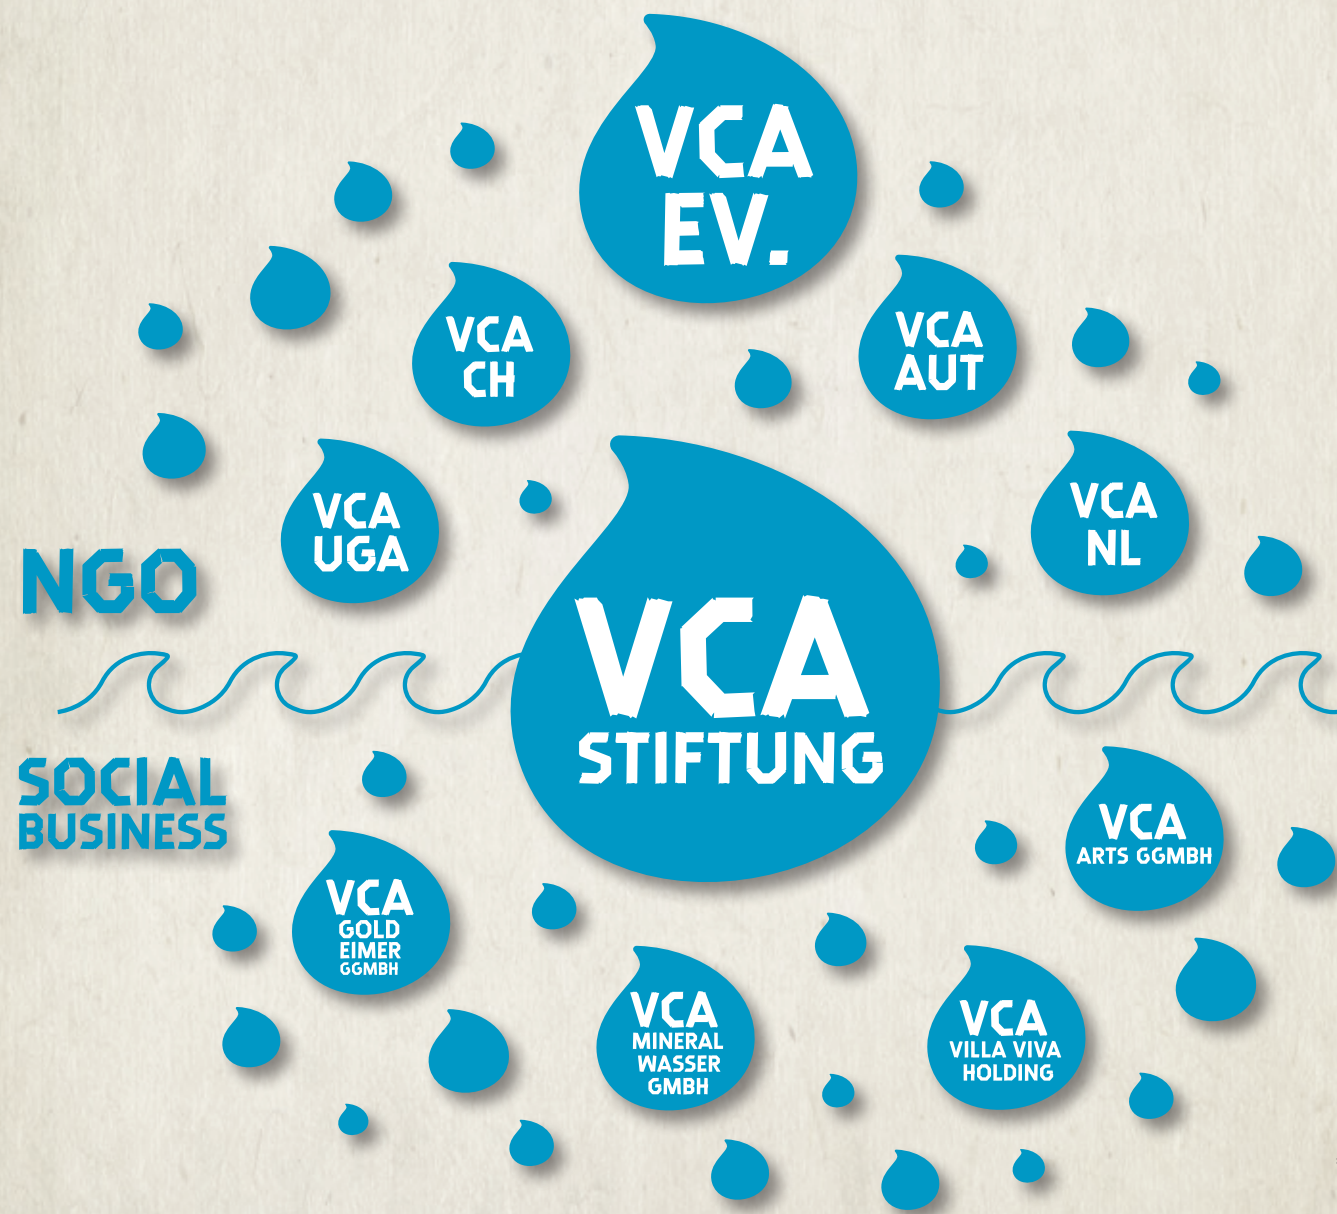 VCA
EV.
VCA
CH
VCA
AUT
VCA
UGA
VCA
NL
NGO
VCA
STIFTUNG
SOCIAL
BUSINESS
VCA
ARTS GGMBH
VCA
GOLD
EIMER
GGMBH
VCA
MINERAL
WASSER
GMBH
VCA
VILLA VIVA
HOLDING